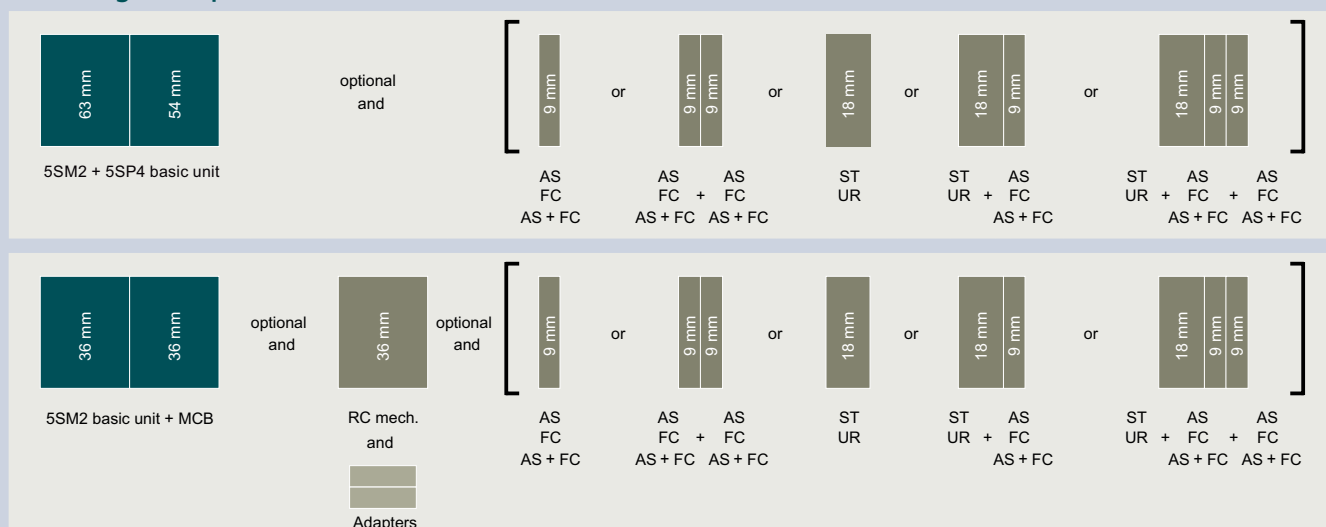 63 mm 54 mm
optional
and
9 mm or 9 mm 9 mm or 18 mm or 18 mm 9 mm or 18 mm 9 mm 9 mm
5SM2 + 5SP4 basic unit
AS AS AS ST ST AS ST AS AS
FC FC + FC UR UR + FC UR + FC + FC
AS + FC AS + FC AS + FC AS + FC AS + FC AS + FC
36 mm 36 mm
optional
and
36 mm
optional
and
9 mm or 9 mm 9 mm or 18 mm or 18 mm 9 mm or 18 mm 9 mm 9 mm
5SM2 basic unit + MCB
RC mech.
and
Adapters
AS AS AS ST ST AS ST AS AS
FC FC + FC UR UR + FC UR + FC + FC
AS + FC AS + FC AS + FC AS + FC AS + FC AS + FC